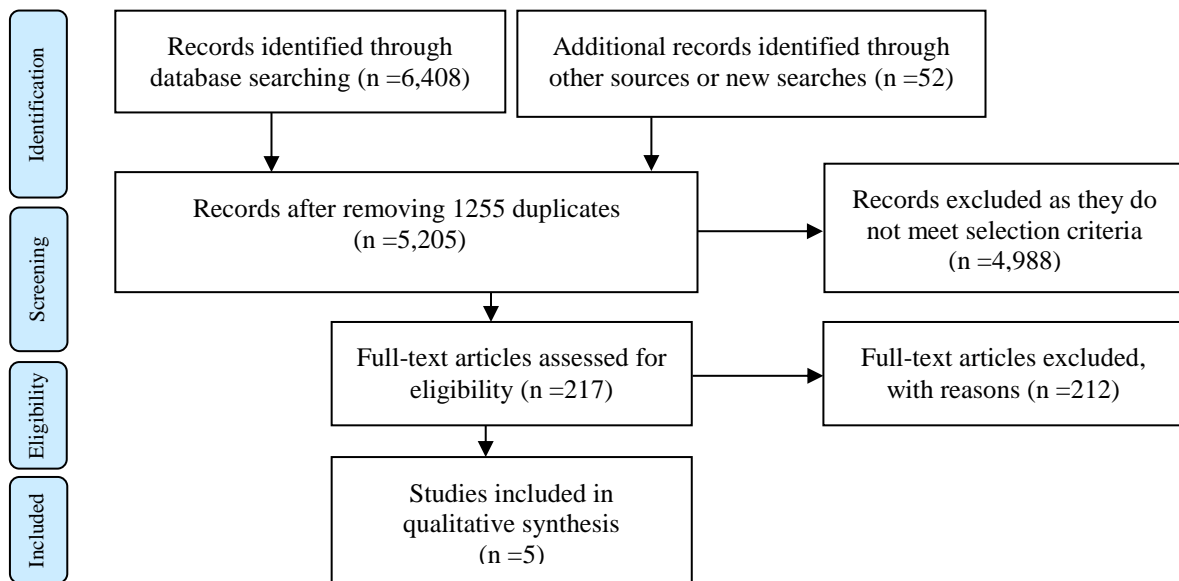 Identification
Records identified through
database searching (n =6,408)
Additional records identified through
other sources or new searches (n =52)
Screening
Records after removing 1255 duplicates
(n =5,205)
Records excluded as they do
not meet selection criteria
(n =4,988)
Eligibility
Full-text articles assessed for
eligibility (n =217)
Full-text articles excluded,
with reasons (n =212)
Included
Studies included in
qualitative synthesis
(n =5)